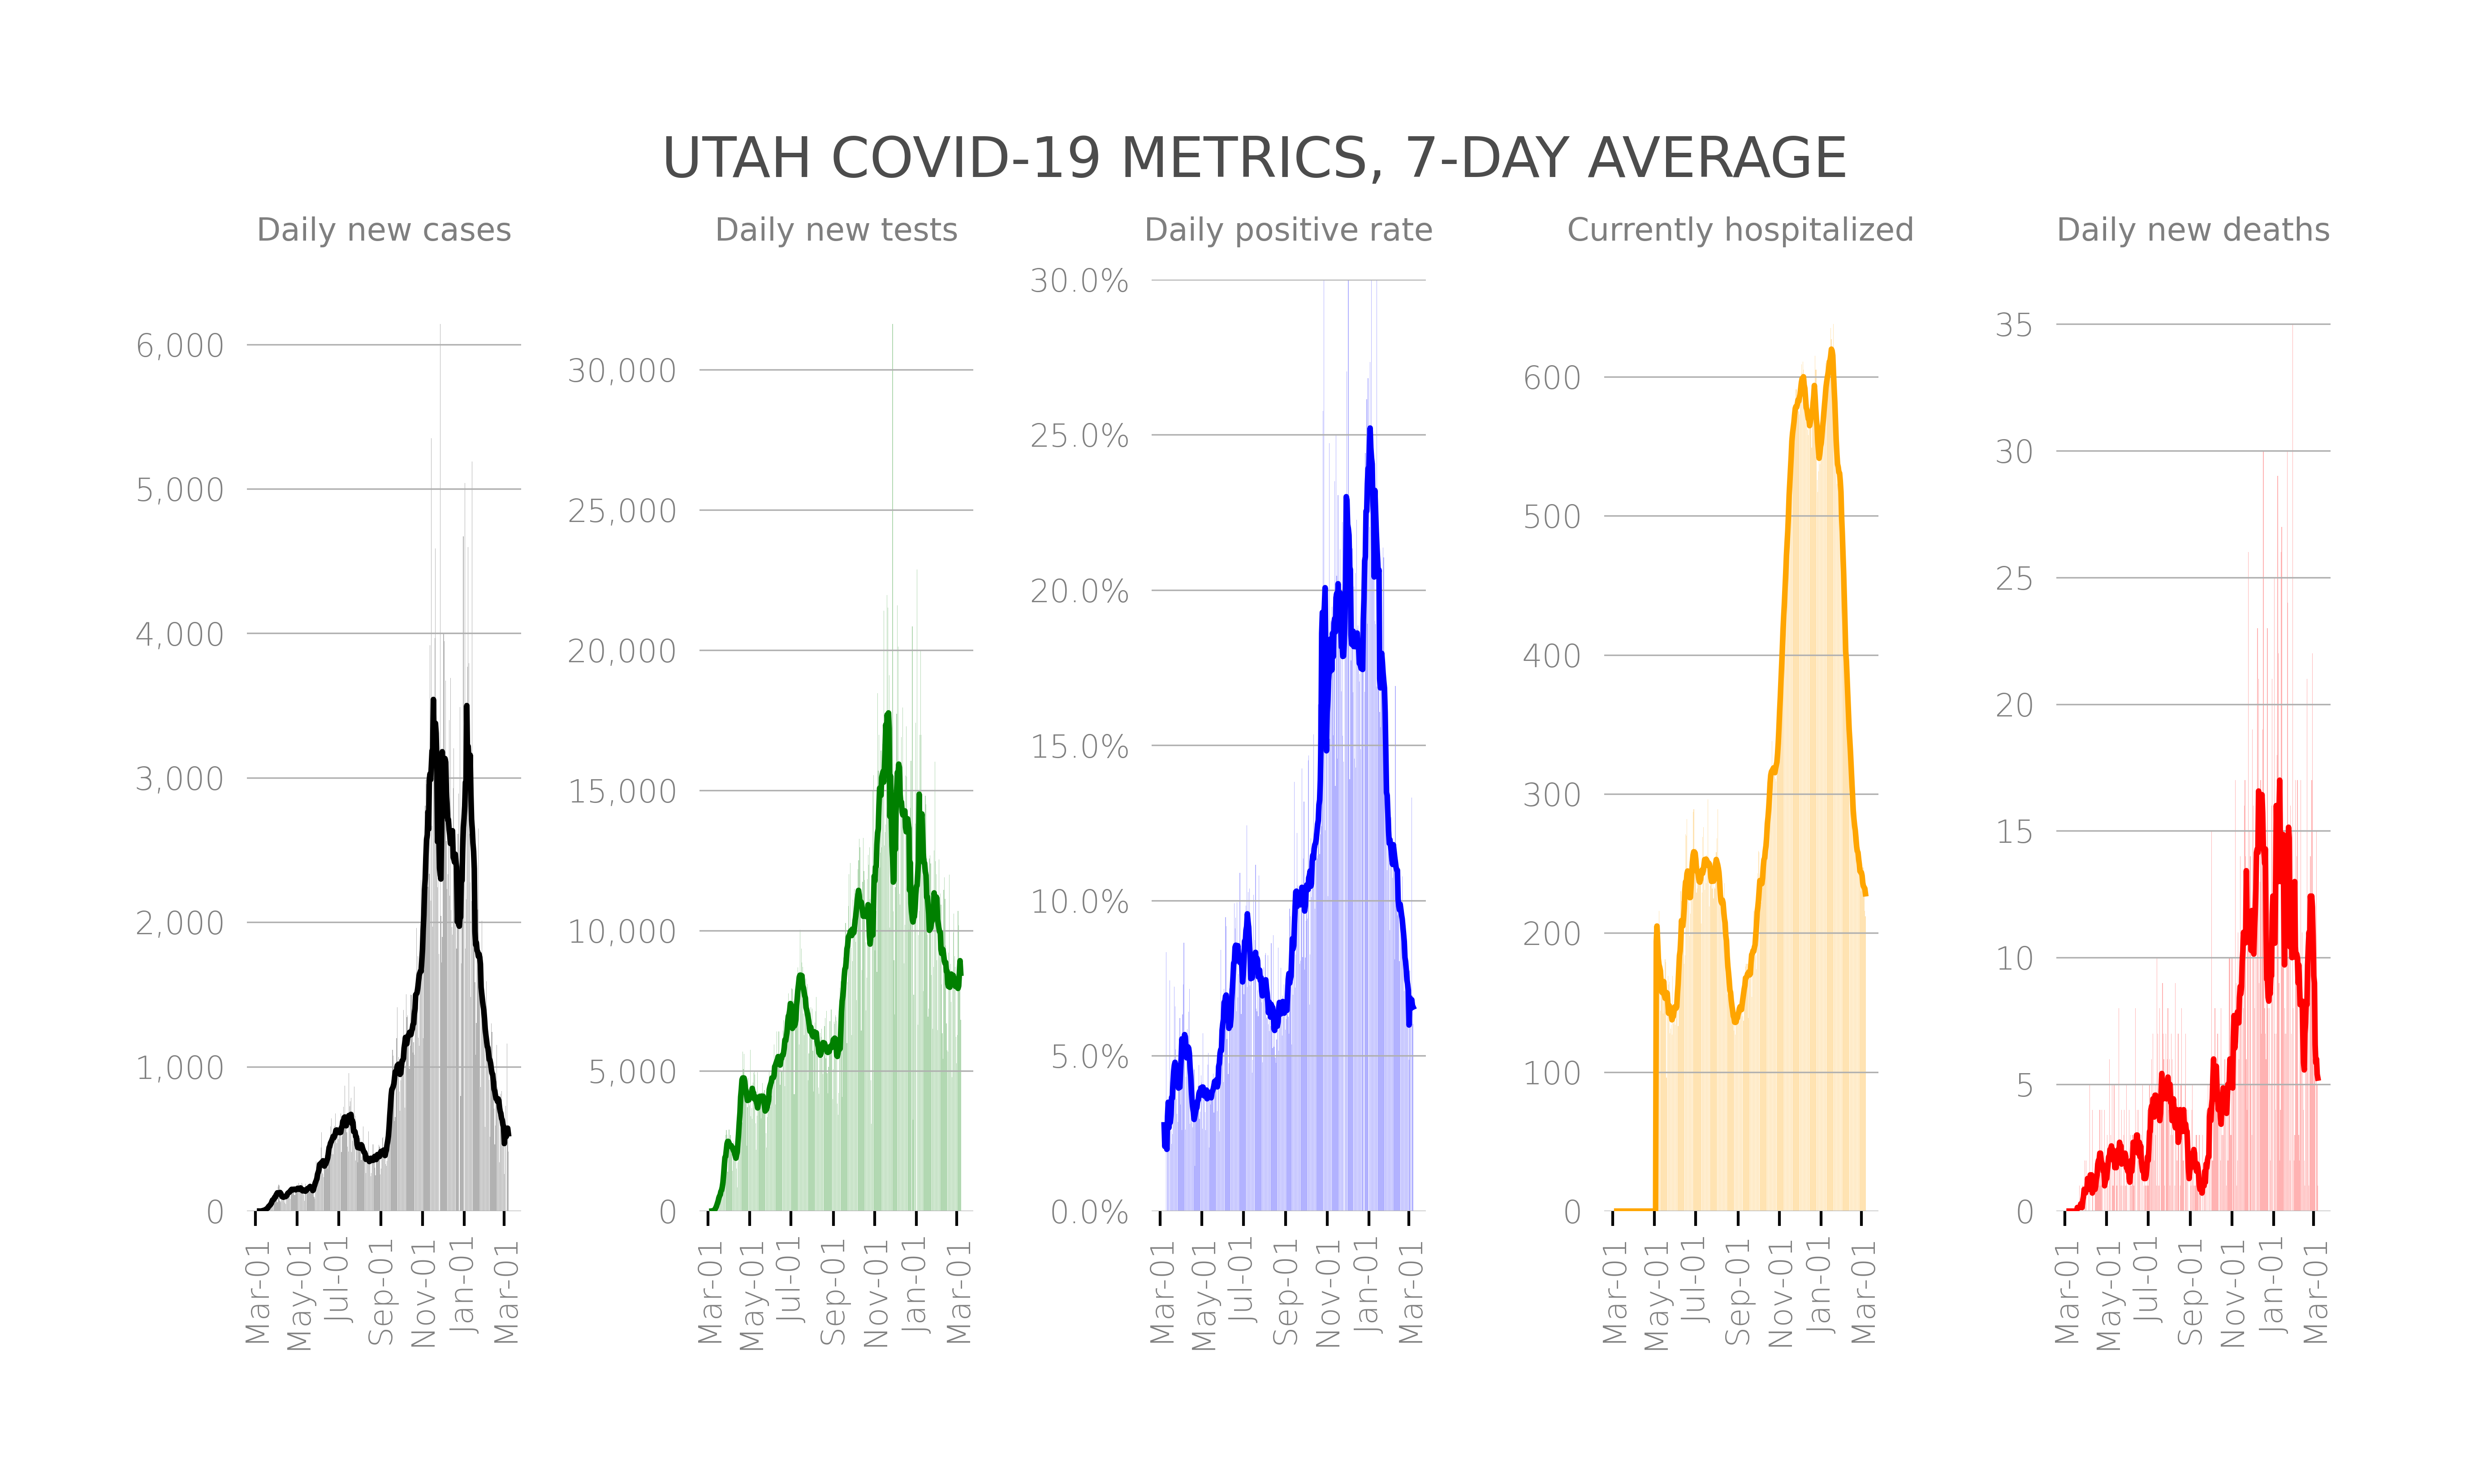 UTAH COVID-19 METRICS, 7-DAY AVERAGE
Daily new cases
6,000
5,000
4,000
3,000
2,000
1,000
0
Mar-01
May-01
Jul-01
Sep-01
Nov-01
Jan-01
Mar-01
Daily new tests
30,000
25,000
20,000
15,000
10,000
5,000
0
Mar-01
May-01
Jul-01
Sep-01
Nov-01
Jan-01
Mar-01
Daily positive rate
30.0%
25.0%
20.0%
15.0%
10.0%
5.0%
0.0%
Mar-01
May-01
Jul-01
Sep-01
Nov-01
Jan-01
Mar-01
Currently hospitalized
600
500
400
300
200
100
0
Mar-01
May-01
Jul-01
Sep-01
Nov-01
Jan-01
Mar-01
Daily new deaths
35
30
25
20
15
10
5
0
Mar-01
May-01
Jul-01
Sep-01
Nov-01
Jan-01
Mar-01